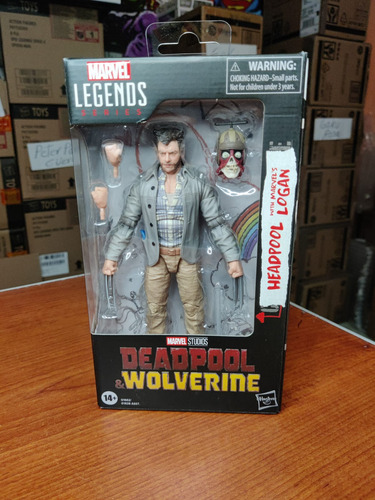 MARVEL
LEGENDS
SERIES
WARNING:
CHOKING HAZARD–Small parts.
Not for children under 3 years.
HEADPOOL WITH MARVEL'S
LOGAN
MARVEL STUDIOS
DEADPOOL
& WOLVERINE
14+
Hasbro
TOYS